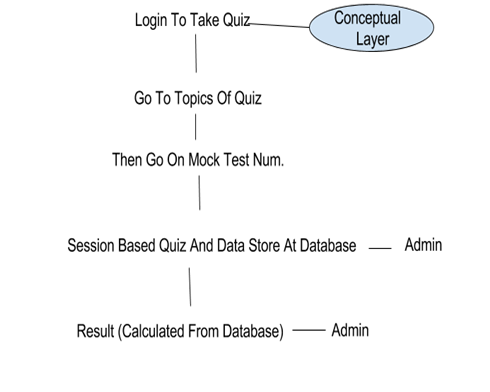 Login To Take Quiz
Conceptual
Layer
Go To Topics Of Quiz
Then Go On Mock Test Num.
Session Based Quiz And Data Store At Database
Admin
Result (Calculated From Database)
Admin